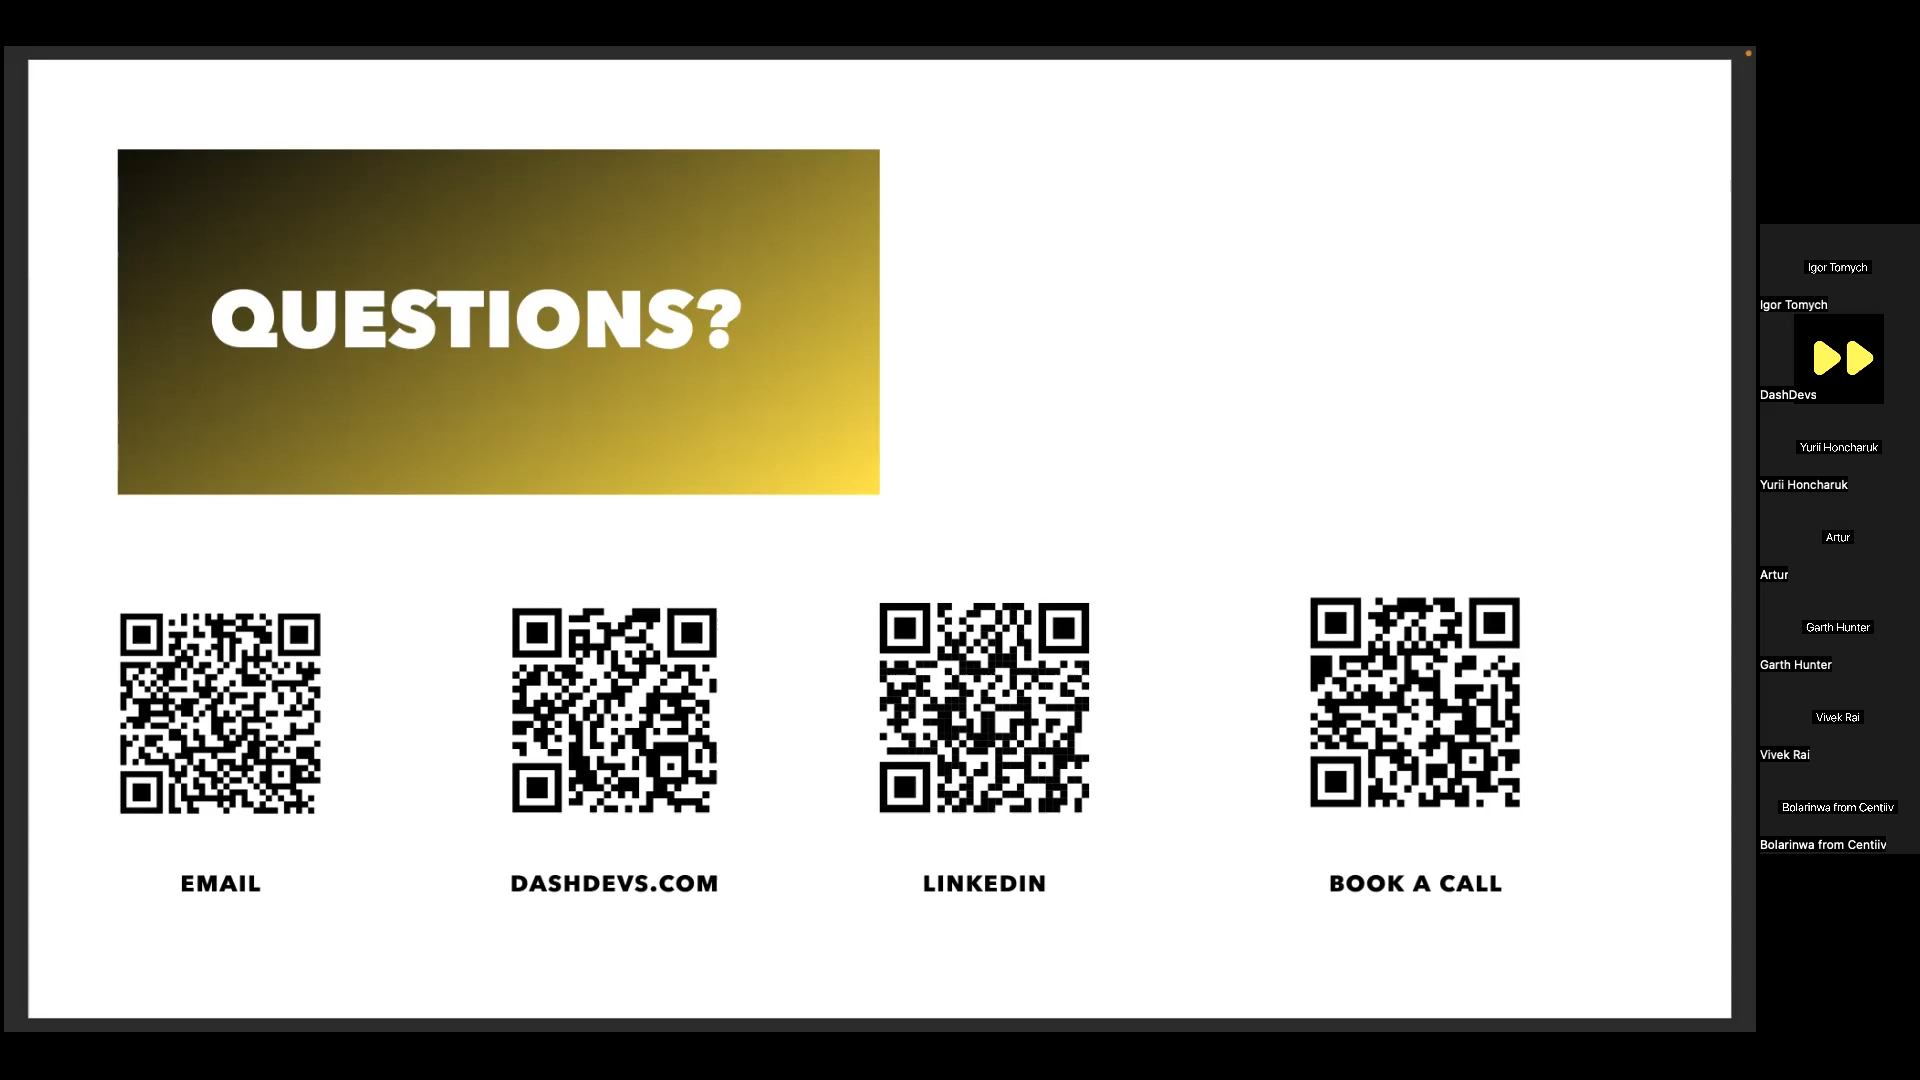 QUESTIONS?
EMAIL
DASHDEVS.COM
LINKEDIN
BOOK A CALL
Igor Tomych
Igor Tomych
DashDevs
Yurii Honcharuk
Yurii Honcharuk
Artur
Artur
Garth Hunter
Garth Hunter
Vivek Rai
Vivek Rai
Bolarinwa from Centiiv
Bolarinwa from Centiiv